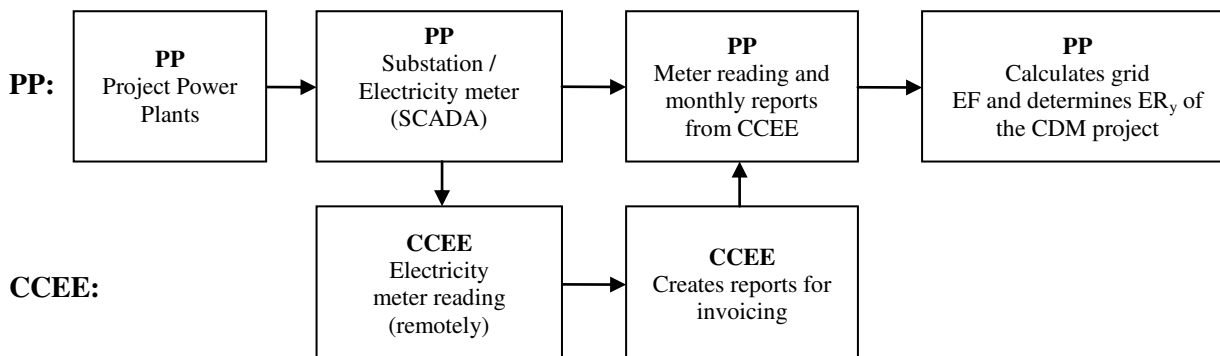 PP:
PP
Project Power
Plants
PP
Substation /
Electricity meter
(SCADA)
PP
Meter reading and
monthly reports
from CCEE
PP
Calculates grid
EF and determines ERy of
the CDM project
CCEE:
CCEE
Electricity
meter reading
(remotely)
CCEE
Creates reports for
invoicing